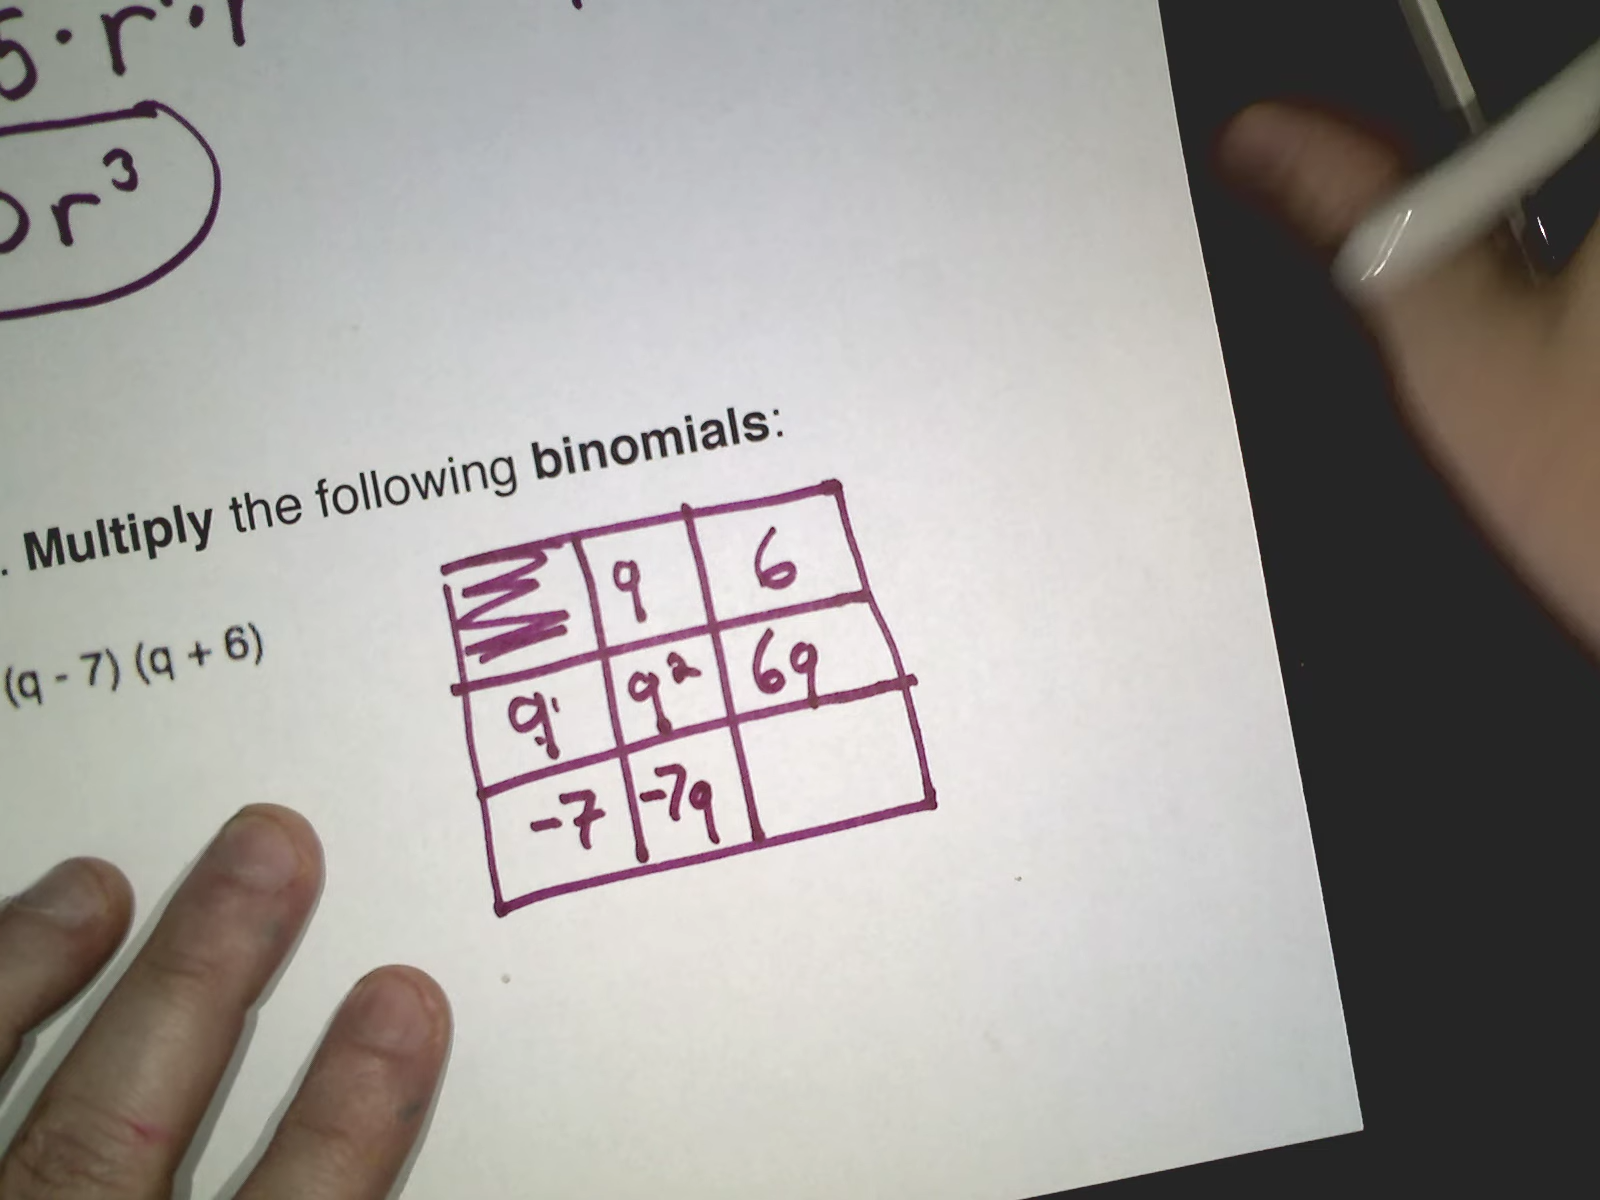 5 · r · r
r³
. Multiply the following binomials:
(q - 7) (q + 6)
q 6
q q² 6q
-7 -7q